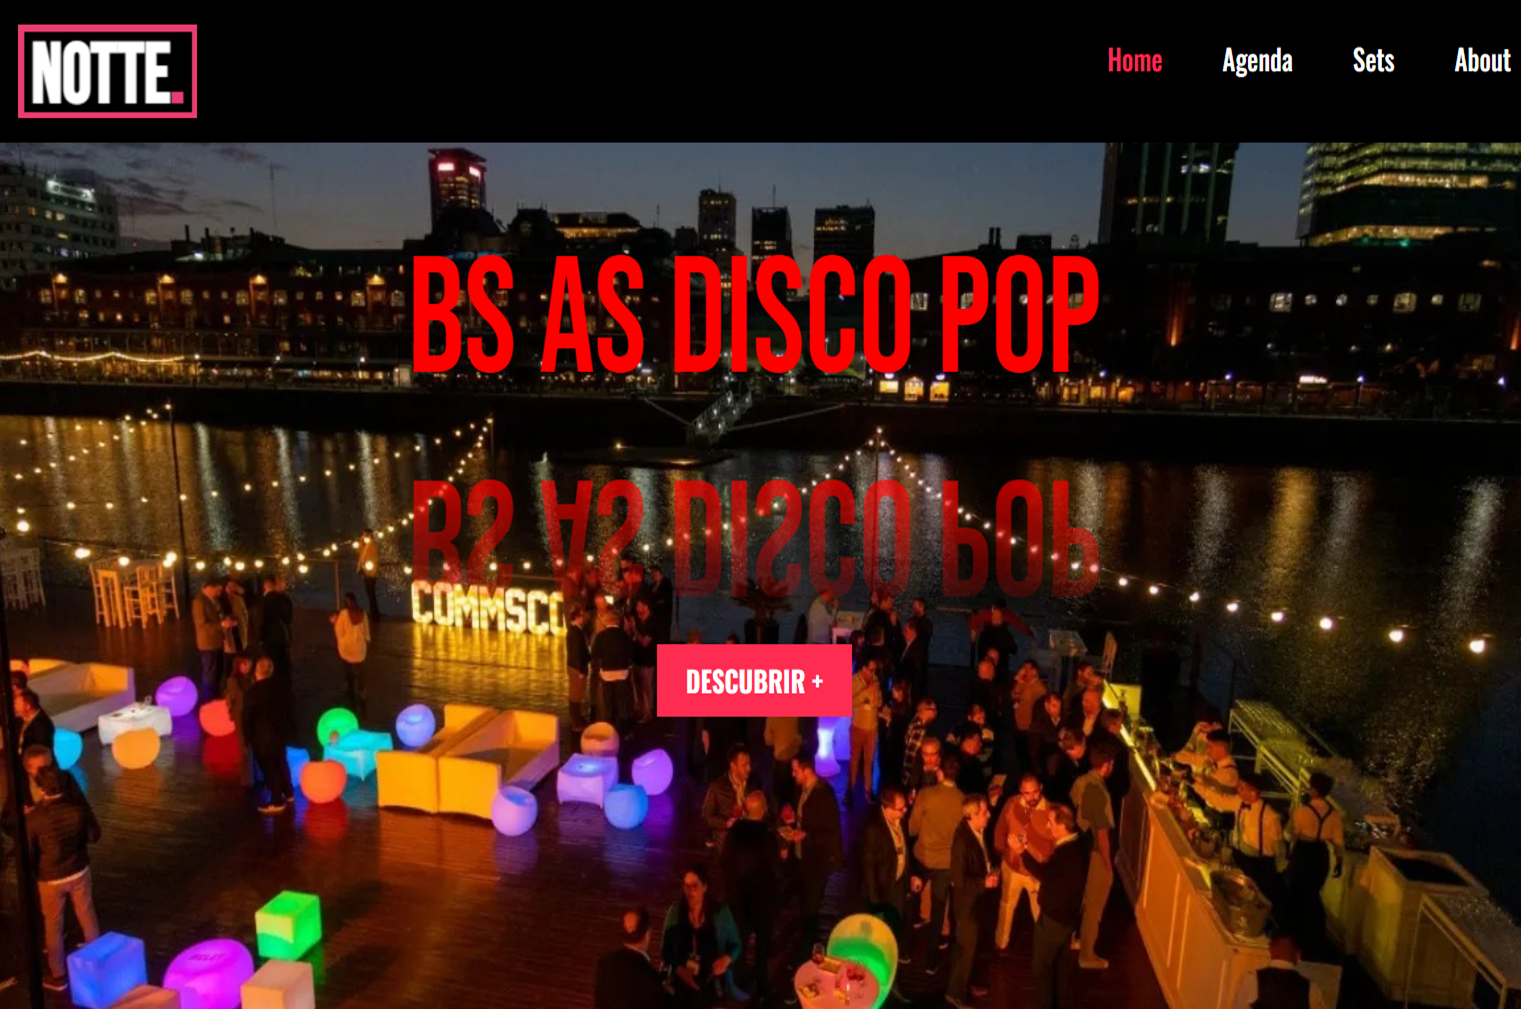 NOTTE.
Home Agenda Sets About
BS AS DISCO POP
BS AS DISCO POP
COMMSCO
DESCUBRIR +